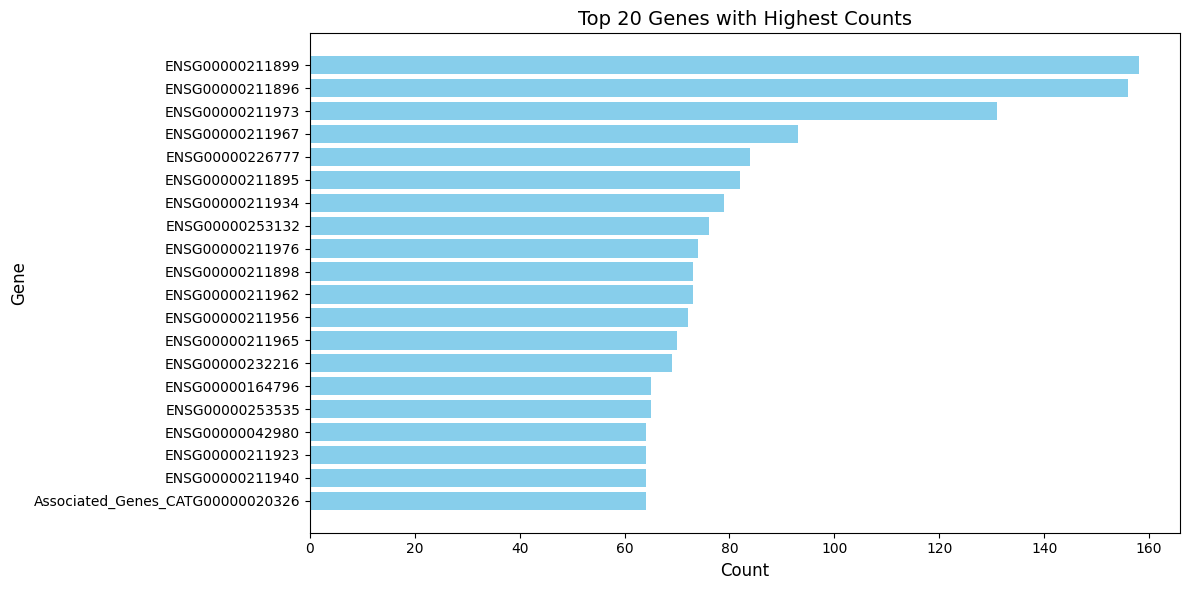 Top 20 Genes with Highest Counts
Gene
ENSG00000211899
ENSG00000211896
ENSG00000211973
ENSG00000211967
ENSG00000226777
ENSG00000211895
ENSG00000211934
ENSG00000253132
ENSG00000211976
ENSG00000211898
ENSG00000211962
ENSG00000211956
ENSG00000211965
ENSG00000232216
ENSG00000164796
ENSG00000253535
ENSG00000042980
ENSG00000211923
ENSG00000211940
Associated_Genes_CATG00000020326
0 20 40 60 80 100 120 140 160
Count